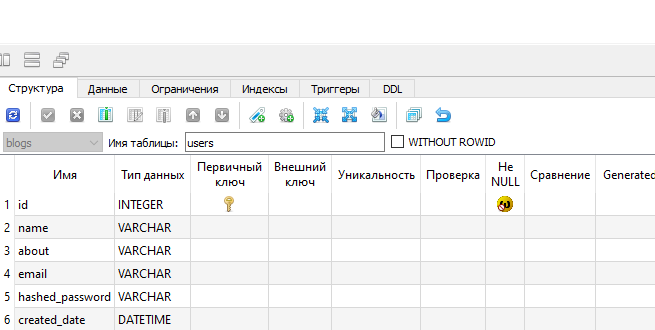 Структура Данные Ограничения Индексы Триггеры DDL
blogs Имя таблицы: users WITHOUT ROWID
Имя Тип данных Первичный ключ Внешний ключ Уникальность Проверка Не NULL Сравнение Generated
1 id INTEGER
2 name VARCHAR
3 about VARCHAR
4 email VARCHAR
5 hashed_password VARCHAR
6 created_date DATETIME